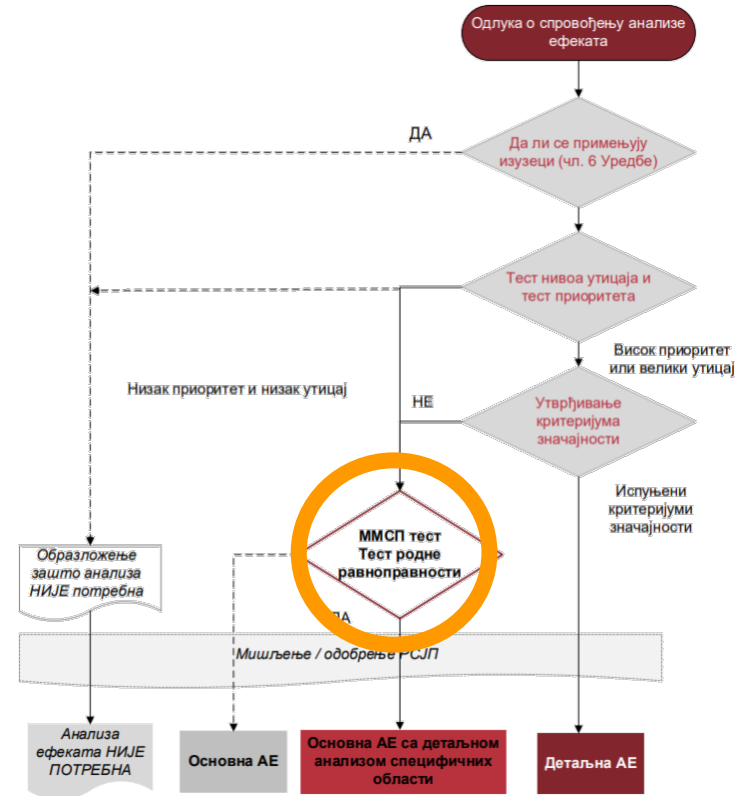 Одлука о спровођењу анализе
ефеката
ДА
Да ли се примењују
изузеци (чл. 6 Уредбе)
Тест нивоа утицаја и
тест приоритета
Висок приоритет
или велики утицај
Низак приоритет и низак утицај
НЕ
Утврђивање
критеријума
значајности
Испуњени
критеријуми
значајности
ММСП тест
Тест родне
равноправности
Образложење
зашто анализа
НИЈЕ потребна
ДА
Мишљење / одобрење РСЈП
Анализа
ефеката НИЈЕ
ПОТРЕБНА
Основна АЕ
Основна АЕ са детаљном
анализом специфичних
области
Детаљна АЕ